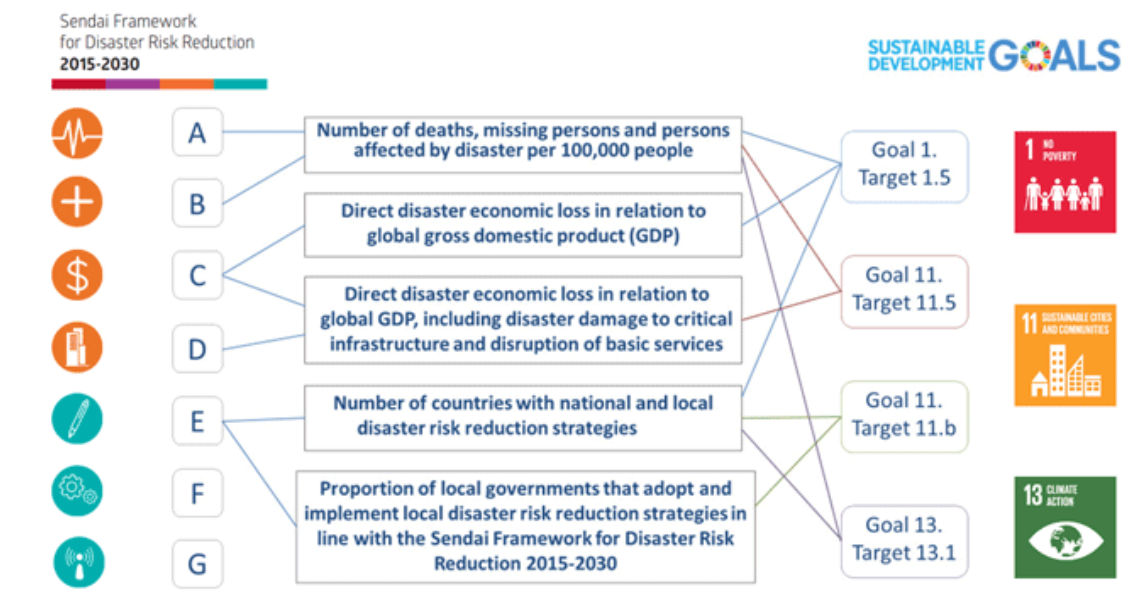 Sendai Framework
for Disaster Risk Reduction
2015-2030
SUSTAINABLE
DEVELOPMENT
GOALS
A
B
C
D
E
F
G
Number of deaths, missing persons and persons
affected by disaster per 100,000 people
Direct disaster economic loss in relation to
global gross domestic product (GDP)
Direct disaster economic loss in relation to
global GDP, including disaster damage to critical
infrastructure and disruption of basic services
Number of countries with national and local
disaster risk reduction strategies
Proportion of local governments that adopt and
implement local disaster risk reduction strategies in
line with the Sendai Framework for Disaster Risk
Reduction 2015-2030
Goal 1.
Target 1.5
Goal 11.
Target 11.5
Goal 11.
Target 11.b
Goal 13.
Target 13.1
1 NO
POVERTY
11 SUSTAINABLE CITIES
AND COMMUNITIES
13 CLIMATE
ACTION